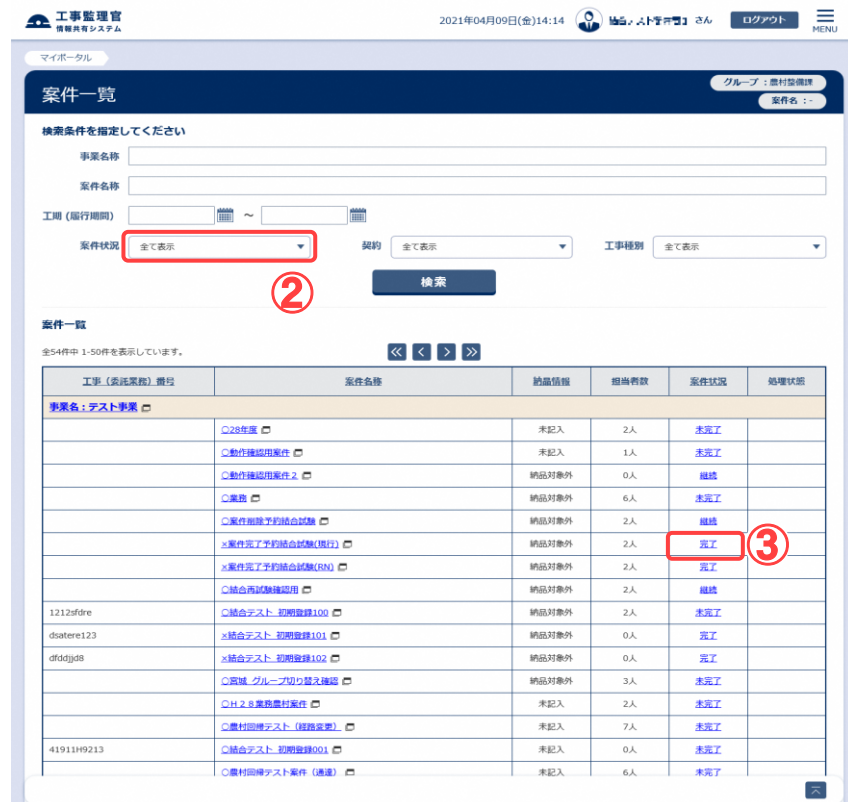 工事監理官
情報共有システム
2021年04月09日(金)14:14 さん ログアウト MENU
マイポータル
案件一覧
グループ :農村整備課
案件名 :-
検索条件を指定してください
事業名称
案件名称
工期 (履行期間) ～
案件状況 全て表示 契約 全て表示 工事種別 全て表示
②
検索
案件一覧
全54件中 1-50件を表示しています。
工事（委託業務）番号 案件名称 納品情報 担当者数 案件状況 処理状態
事業名：テスト事業
○28年度 未記入 2人 未完了
○動作確認用案件 未記入 1人 未完了
○動作確認用案件２ 納品対象外 0人 継続
○業務 納品対象外 6人 未完了
○案件削除予約結合試験 納品対象外 2人 継続
×案件完了予約結合試験(現行) 納品対象外 2人 完了 ③
×案件完了予約結合試験(RN) 納品対象外 2人 完了
○結合再試験確認用 納品対象外 2人 継続
1212sfdre ○結合テスト_初期登録100 納品対象外 2人 未完了
dsatere123 ×結合テスト_初期登録101 納品対象外 0人 完了
dfddjjd8 ×結合テスト_初期登録102 納品対象外 0人 完了
○宮城_グループ切り替え確認 納品対象外 3人 未完了
○Ｈ２８業務農村案件 未記入 2人 未完了
○農村回帰テスト（経路変更） 未記入 7人 未完了
41911H9213 ○結合テスト_初期登録001 未記入 0人 未完了
○農村回帰テスト案件（通達） 未記入 6人 未完了